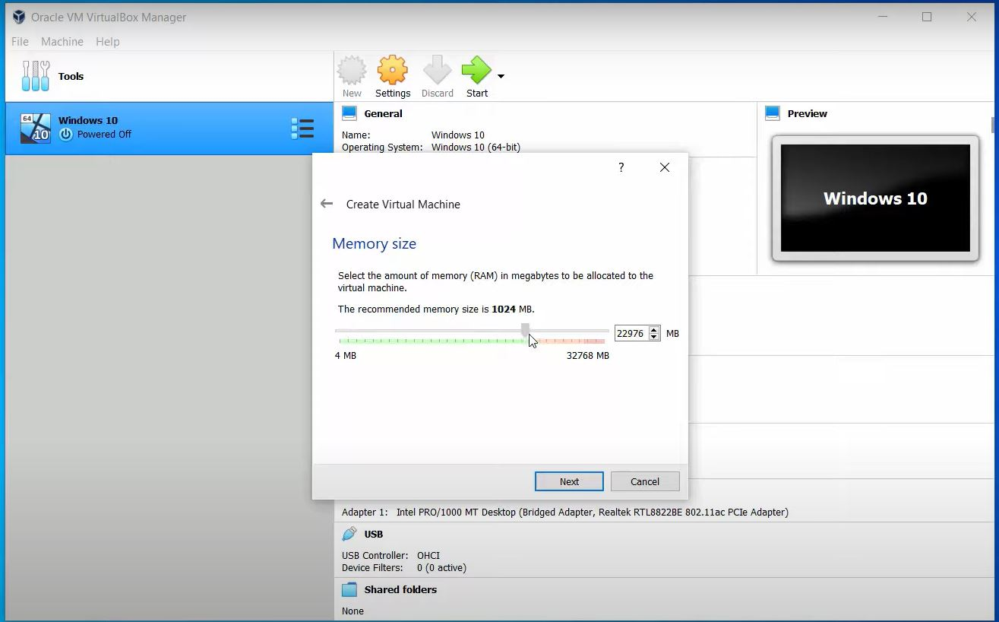 Oracle VM VirtualBox Manager
File Machine Help
Tools
New Settings Discard Start
64 10 Windows 10
Powered Off
General
Name: Windows 10
Operating System: Windows 10 (64-bit)
Preview
Windows 10
?
Create Virtual Machine
Memory size
Select the amount of memory (RAM) in megabytes to be allocated to the
virtual machine.
The recommended memory size is 1024 MB.
22976 MB
4 MB 32768 MB
Next Cancel
Adapter 1: Intel PRO/1000 MT Desktop (Bridged Adapter, Realtek RTL8822BE 802.11ac PCIe Adapter)
USB
USB Controller: OHCI
Device Filters: 0 (0 active)
Shared folders
None